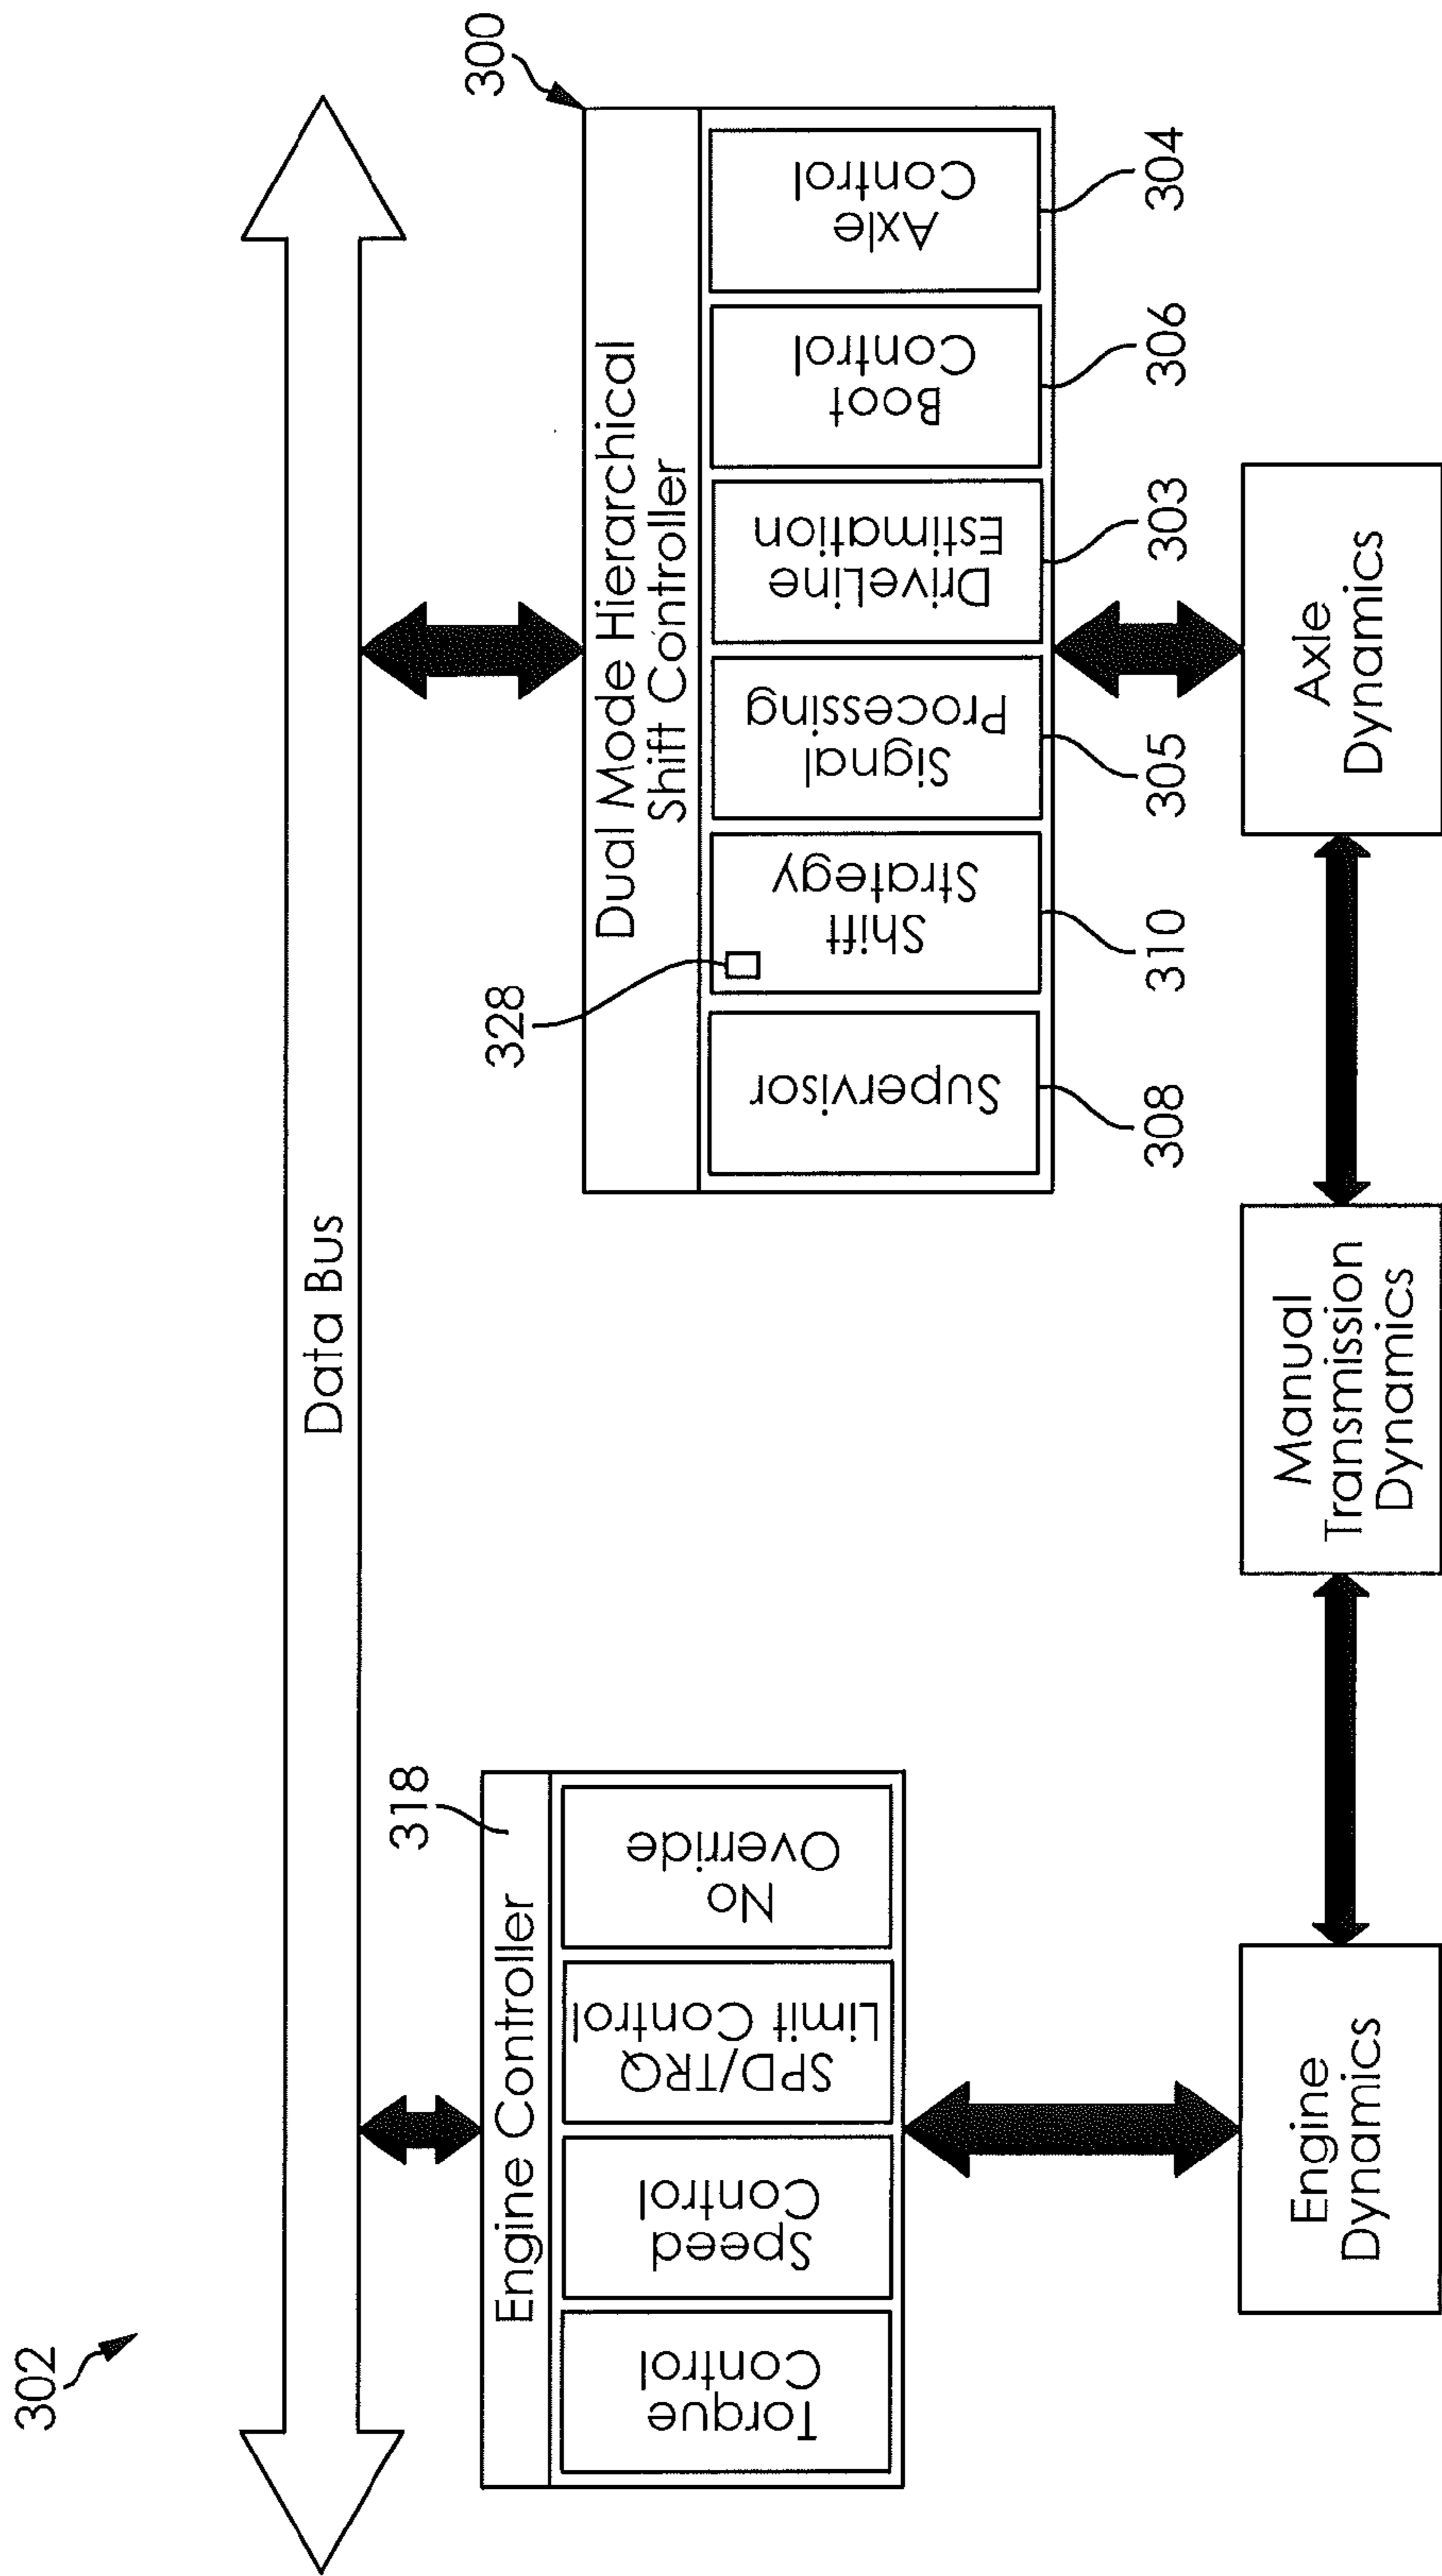 302
Data Bus
318
Engine Controller
Torque
Control
Speed
Control
SPD/TRQ
Limit Control
No
Override
300
Dual Mode Hierarchical
Shift Controller
328
Supervisor
Shift
Strategy
Signal
Processing
DriveLine
Estimation
Boot
Control
Axle
Control
308
310
305
303
306
304
Engine
Dynamics
Manual
Transmission
Dynamics
Axle
Dynamics